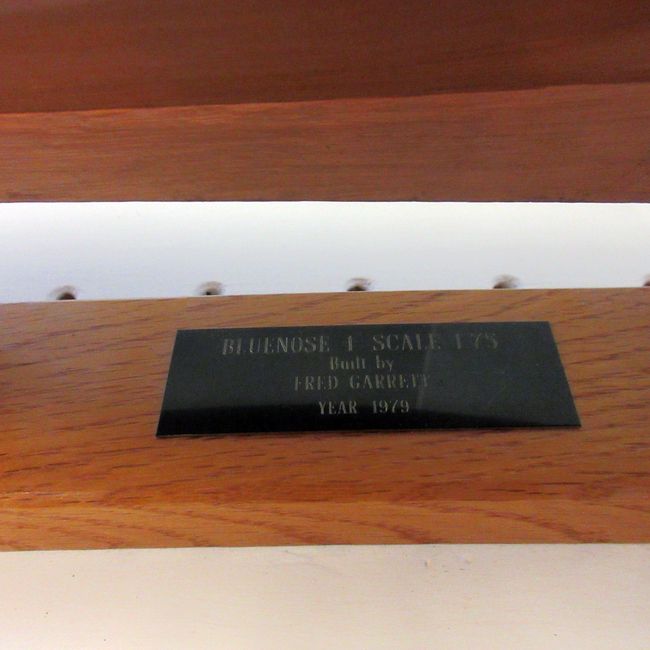 BLUENOSE 1 SCALE 1:75
Built by
FRED GARRETT
YEAR 1979